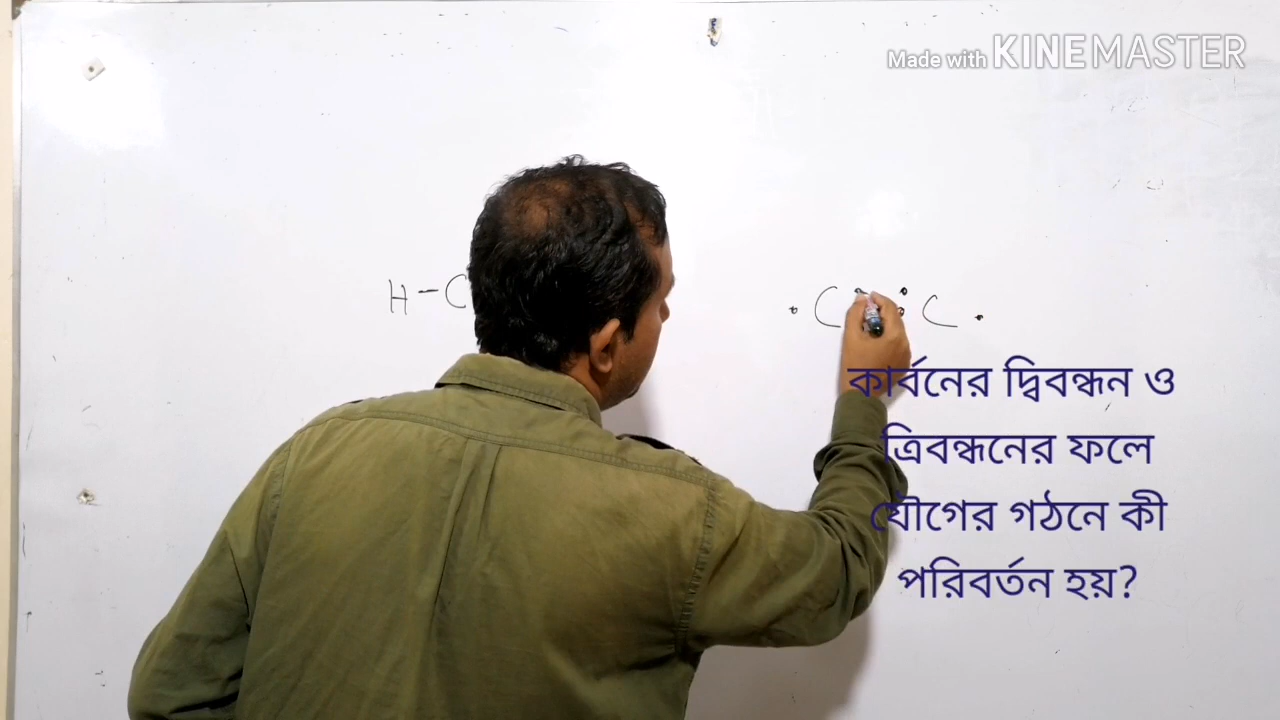 Made with KINEMASTER
H-C
C C
কার্বনের দ্বিবন্ধন ও
ত্রিবন্ধনের ফলে
যৌগের গঠনে কী
পরিবর্তন হয়?